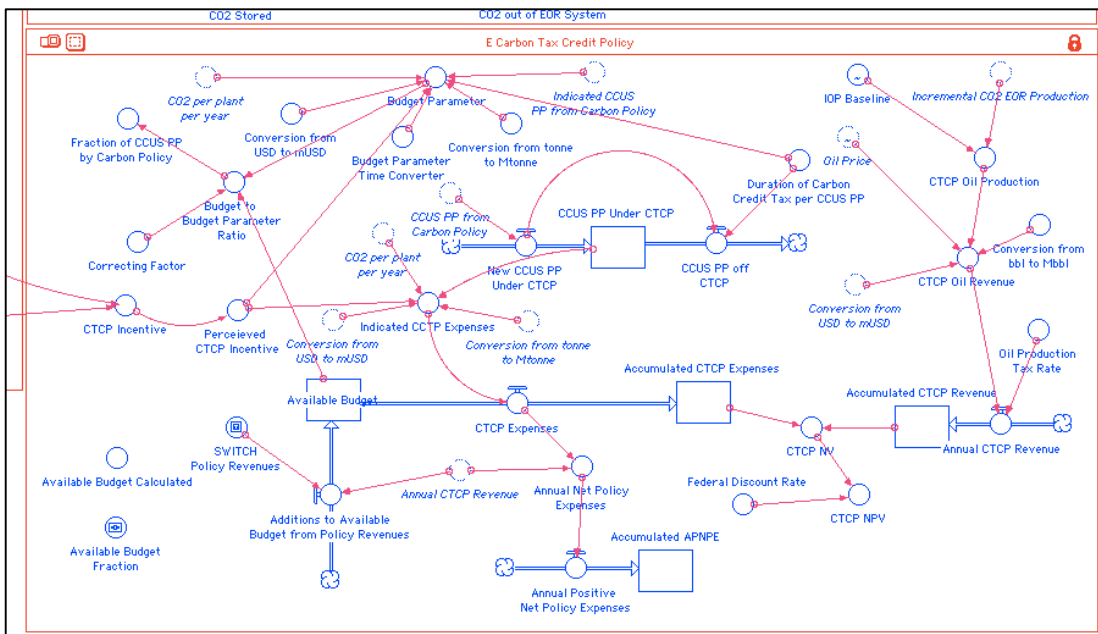 CO2 Stored
CO2 out of EOR System
E Carbon Tax Credit Policy
CO2 per plant
per year
Budget Parameter
Indicated CCUS
PP from Carbon Policy
IOP Baseline
Incremental CO2 EOR Production
Fraction of CCUS PP
by Carbon Policy
Conversion from
USD to mUSD
Budget Parameter
Time Converter
Conversion from tonne
to Mtonne
Oil Price
CTCP Oil Production
Duration of Carbon
Credit Tax per CCUS PP
Budget to
Budget Parameter
Ratio
CCUS PP from
Carbon Policy
CCUS PP Under CTCP
Correcting Factor
CO2 per plant
per year
New CCUS PP
Under CTCP
CCUS PP off
CTCP
Conversion from
bbl to Mbbl
CTCP Oil Revenue
CTCP Incentive
Perceieved
CTCP Incentive
Indicated CCTP Expenses
Conversion from
USD to mUSD
Conversion from
USD to mUSD
Conversion from tonne
to Mtonne
Oil Production
Tax Rate
Available Budget
Accumulated CTCP Expenses
Accumulated CTCP Revenue
CTCP Expenses
CTCP NV
Annual CTCP Revenue
SWITCH
Policy Revenues
Available Budget Calculated
Annual CTCP Revenue
Annual Net Policy
Expenses
Federal Discount Rate
CTCP NPV
Additions to Available
Budget from Policy Revenues
Available Budget
Fraction
Accumulated APNPE
Annual Positive
Net Policy Expenses